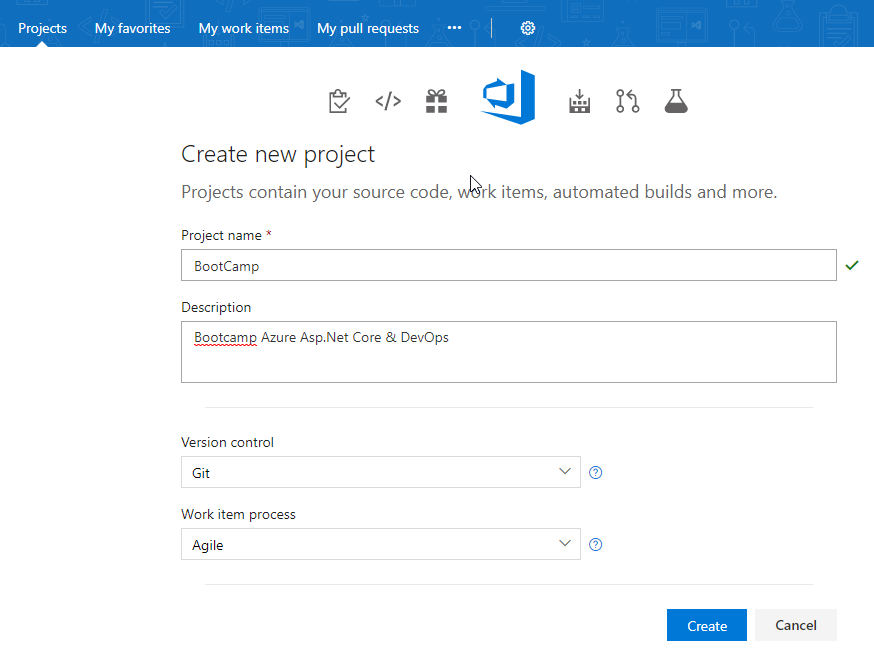 Projects My favorites My work items My pull requests ···
Create new project
Projects contain your source code, work items, automated builds and more.
Project name *
BootCamp
Description
Bootcamp Azure Asp.Net Core & DevOps
Version control
Git
Work item process
Agile
Create Cancel